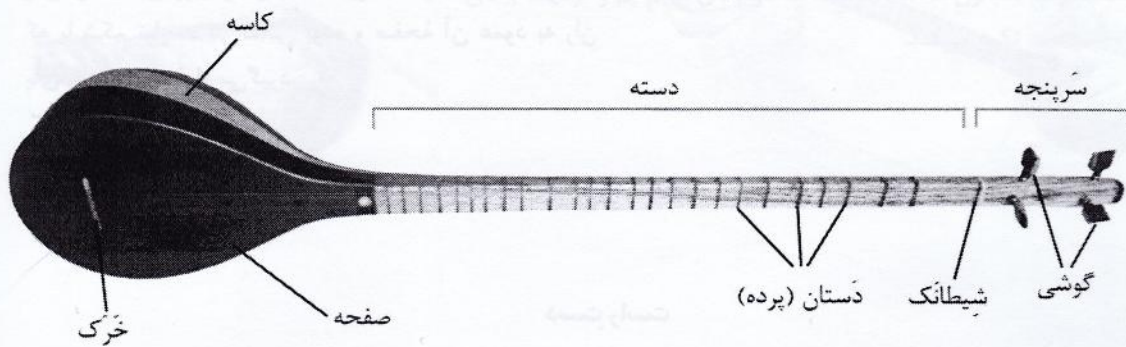 کاسه
دسته
سَرپنجه
گوشی
شِیطانَک
دَستان (پرده)
صفحه
خَرَک